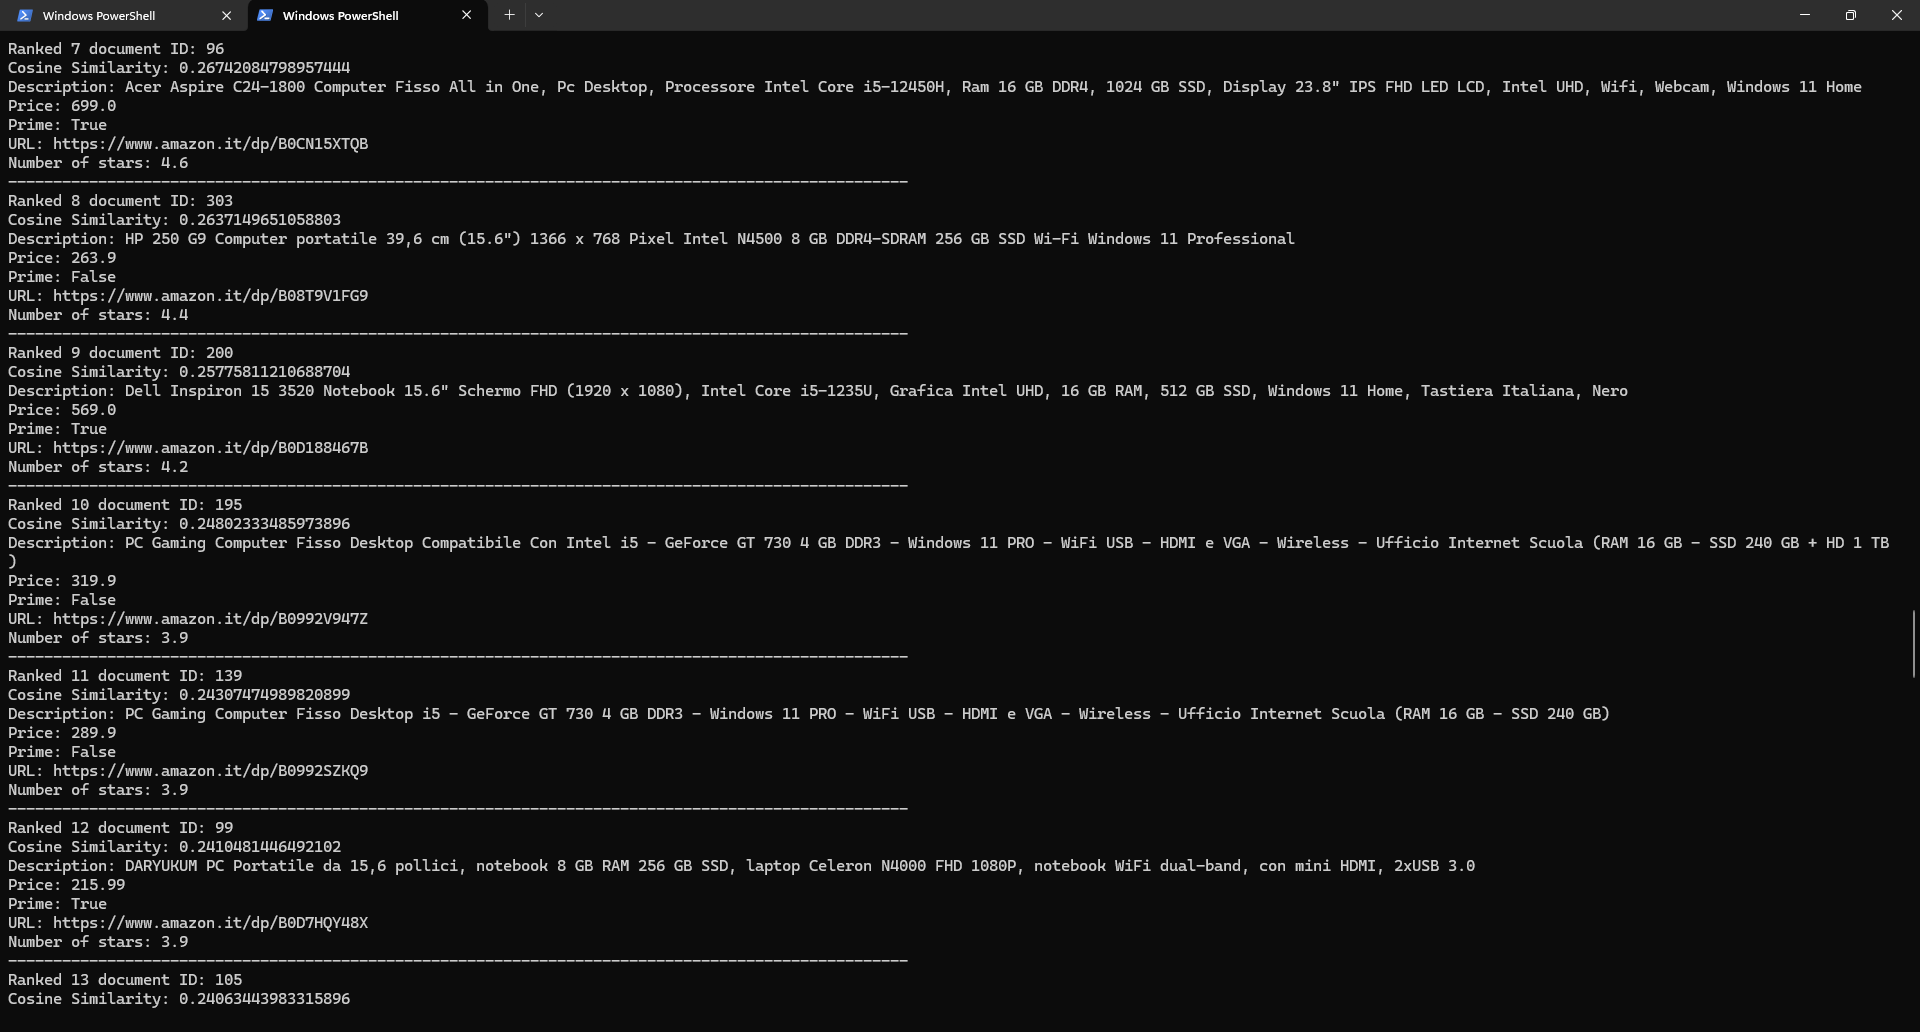 Windows PowerShell
Windows PowerShell
Ranked 7 document ID: 96
Cosine Similarity: 0.26742084798957444
Description: Acer Aspire C24-1800 Computer Fisso All in One, Pc Desktop, Processore Intel Core i5-12450H, Ram 16 GB DDR4, 1024 GB SSD, Display 23.8" IPS FHD LED LCD, Intel UHD, Wifi, Webcam, Windows 11 Home
Price: 699.0
Prime: True
URL: https://www.amazon.it/dp/B0CN15XTQB
Number of stars: 4.6
----------------------------------------------------------------------------------------------------
Ranked 8 document ID: 303
Cosine Similarity: 0.2637149651058803
Description: HP 250 G9 Computer portatile 39,6 cm (15.6") 1366 x 768 Pixel Intel N4500 8 GB DDR4-SDRAM 256 GB SSD Wi-Fi Windows 11 Professional
Price: 263.9
Prime: False
URL: https://www.amazon.it/dp/B08T9V1FG9
Number of stars: 4.4
----------------------------------------------------------------------------------------------------
Ranked 9 document ID: 200
Cosine Similarity: 0.25775811210688704
Description: Dell Inspiron 15 3520 Notebook 15.6" Schermo FHD (1920 x 1080), Intel Core i5-1235U, Grafica Intel UHD, 16 GB RAM, 512 GB SSD, Windows 11 Home, Tastiera Italiana, Nero
Price: 569.0
Prime: True
URL: https://www.amazon.it/dp/B0D188467B
Number of stars: 4.2
----------------------------------------------------------------------------------------------------
Ranked 10 document ID: 195
Cosine Similarity: 0.24802333485973896
Description: PC Gaming Computer Fisso Desktop Compatibile Con Intel i5 - GeForce GT 730 4 GB DDR3 - Windows 11 PRO - WiFi USB - HDMI e VGA - Wireless - Ufficio Internet Scuola (RAM 16 GB - SSD 240 GB + HD 1 TB
)
Price: 319.9
Prime: False
URL: https://www.amazon.it/dp/B0992V947Z
Number of stars: 3.9
----------------------------------------------------------------------------------------------------
Ranked 11 document ID: 139
Cosine Similarity: 0.24307474989820899
Description: PC Gaming Computer Fisso Desktop i5 - GeForce GT 730 4 GB DDR3 - Windows 11 PRO - WiFi USB - HDMI e VGA - Wireless - Ufficio Internet Scuola (RAM 16 GB - SSD 240 GB)
Price: 289.9
Prime: False
URL: https://www.amazon.it/dp/B0992SZKQ9
Number of stars: 3.9
----------------------------------------------------------------------------------------------------
Ranked 12 document ID: 99
Cosine Similarity: 0.2410481446492102
Description: DARYUKUM PC Portatile da 15,6 pollici, notebook 8 GB RAM 256 GB SSD, laptop Celeron N4000 FHD 1080P, notebook WiFi dual-band, con mini HDMI, 2xUSB 3.0
Price: 215.99
Prime: True
URL: https://www.amazon.it/dp/B0D7HQY48X
Number of stars: 3.9
----------------------------------------------------------------------------------------------------
Ranked 13 document ID: 105
Cosine Similarity: 0.24063443983315896